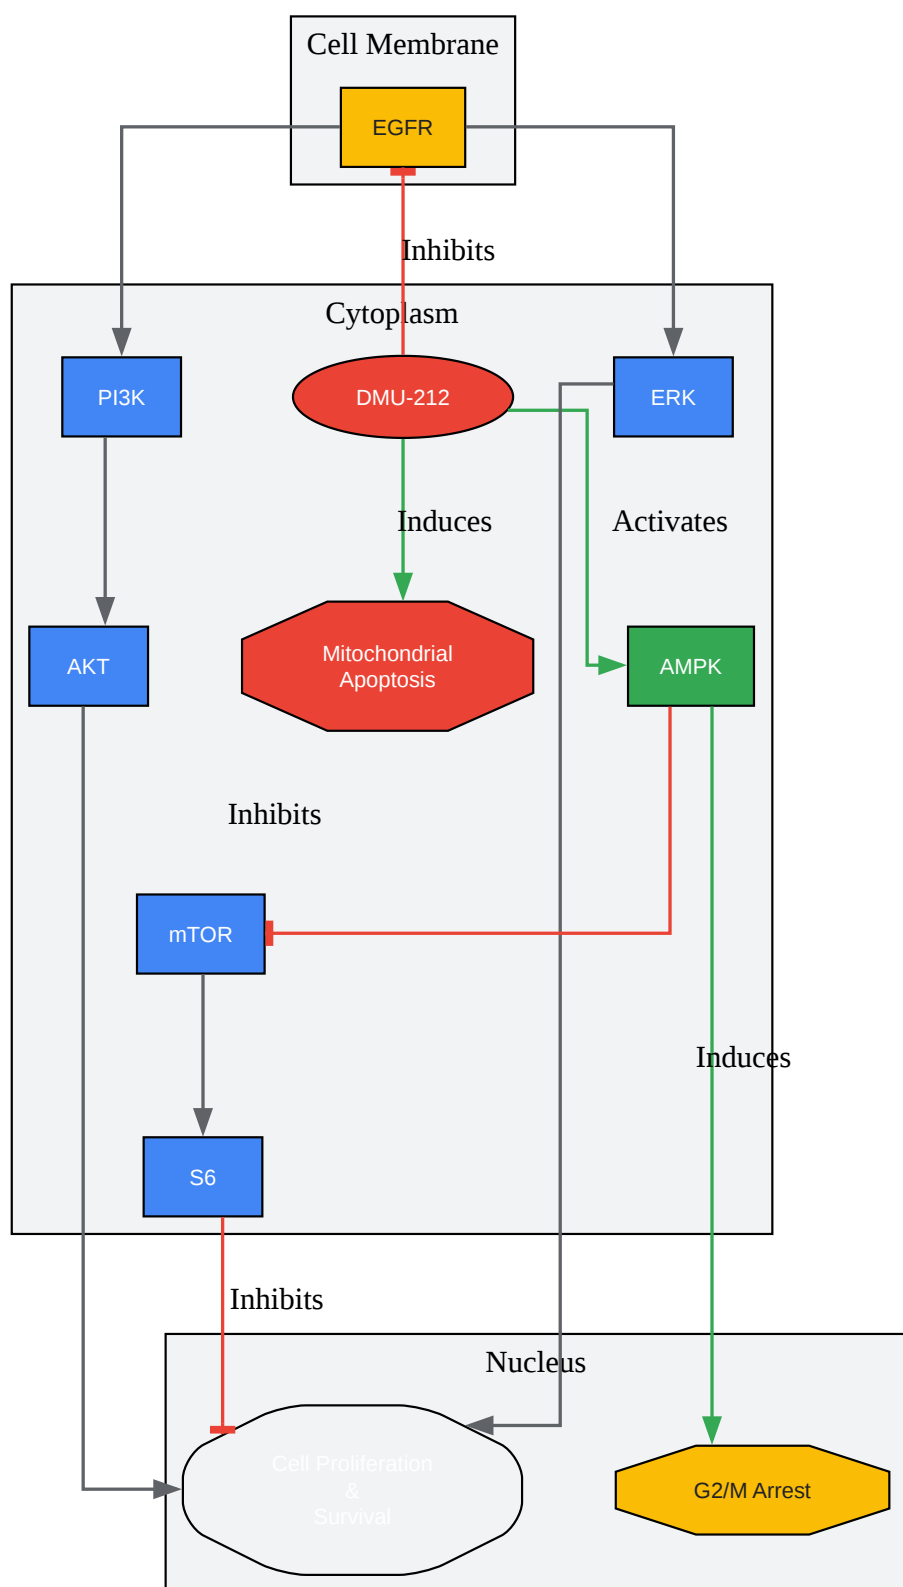 Cell Membrane
EGFR
Inhibits
Cytoplasm
PI3K
DMU-212
ERK
Induces
Activates
AKT
Mitochondrial
Apoptosis
AMPK
Inhibits
mTOR
Induces
S6
Inhibits
Nucleus
Cell Proliferation
&
Survival
G2/M Arrest